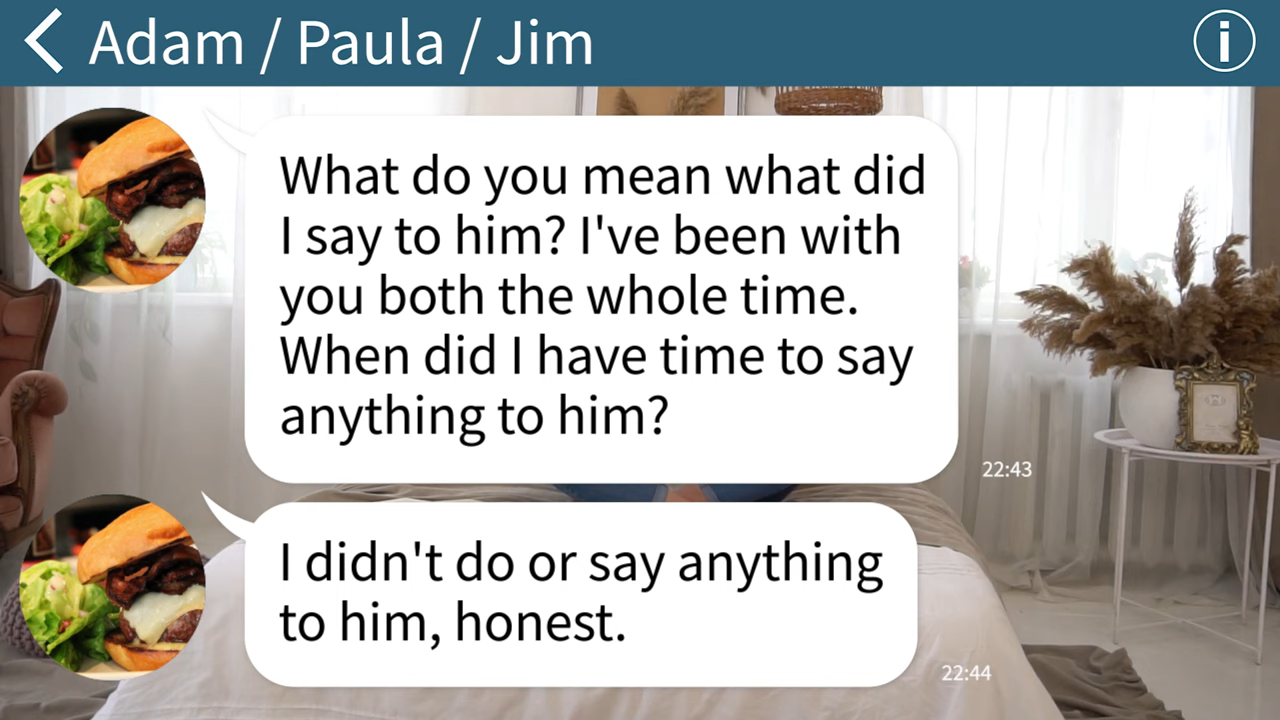 Adam / Paula / Jim
What do you mean what did
I say to him? I've been with
you both the whole time.
When did I have time to say
anything to him?
22:43
I didn't do or say anything
to him, honest.
22:44